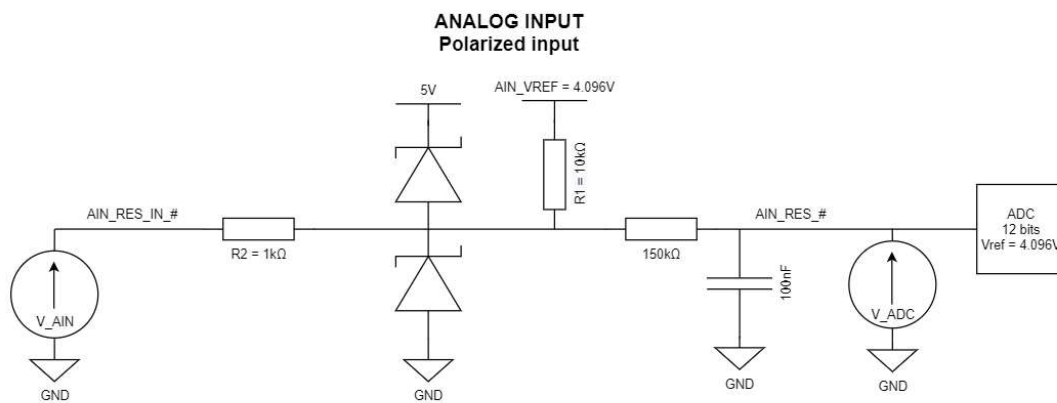 ANALOG INPUT
Polarized input
5V
AIN_VREF = 4.096V
R1 = 10kΩ
AIN_RES_IN_#
R2 = 1kΩ
150kΩ
AIN_RES_#
100nF
ADC
12 bits
Vref = 4.096V
V_AIN
V_ADC
GND
GND
GND
GND